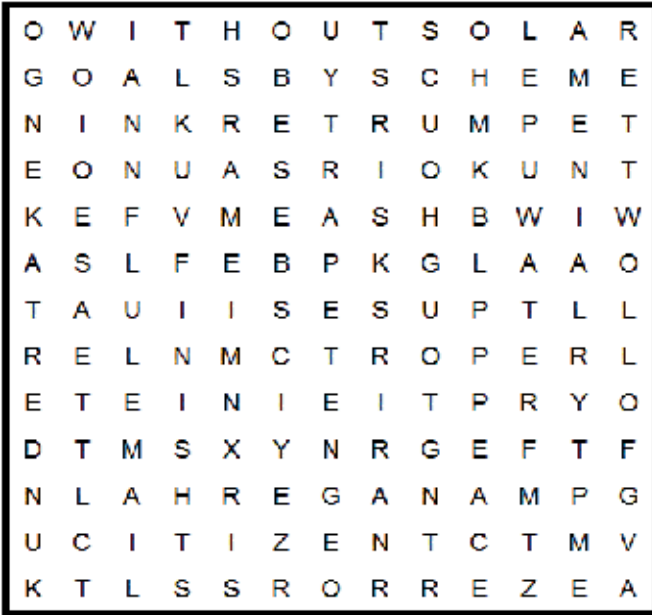 O W I T H O U T S O L A R
G O A L S B Y S C H E M E
N I N K R E T R U M P E T
E O N U A S R I O K U N T
K E F V M E A S H B W I W
A S L F E B P K G L A A O
T A U I I S E S U P T L L
R E L N M C T R O P E R L
E T E I N I E I T P R Y O
D T M S X Y N R G E F T F
N L A H R E G A N A M P G
U C I T I Z E N T C T M V
K T L S S R O R R E Z E A